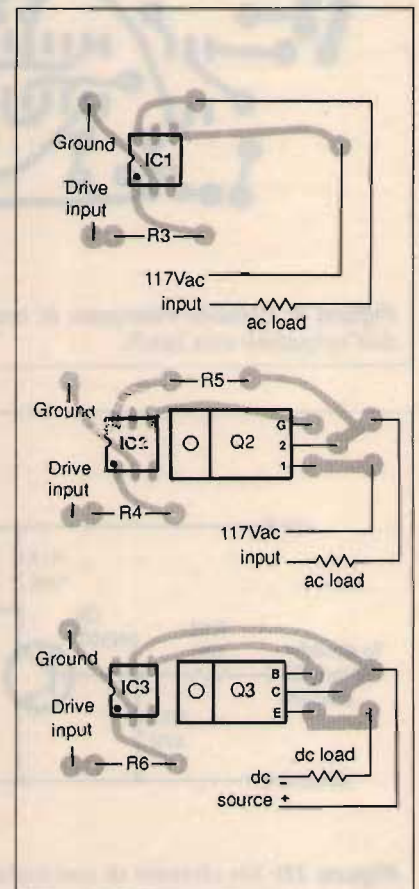 Ground
IC1
Drive
input
R3
117Vac
input
ac load
R5
Ground
IC2
G
Q2
2
1
Drive
input
R4
117Vac
input
ac load
Ground
IC3
B
Q3
C
E
Drive
input
R6
dc load
dc -
source +